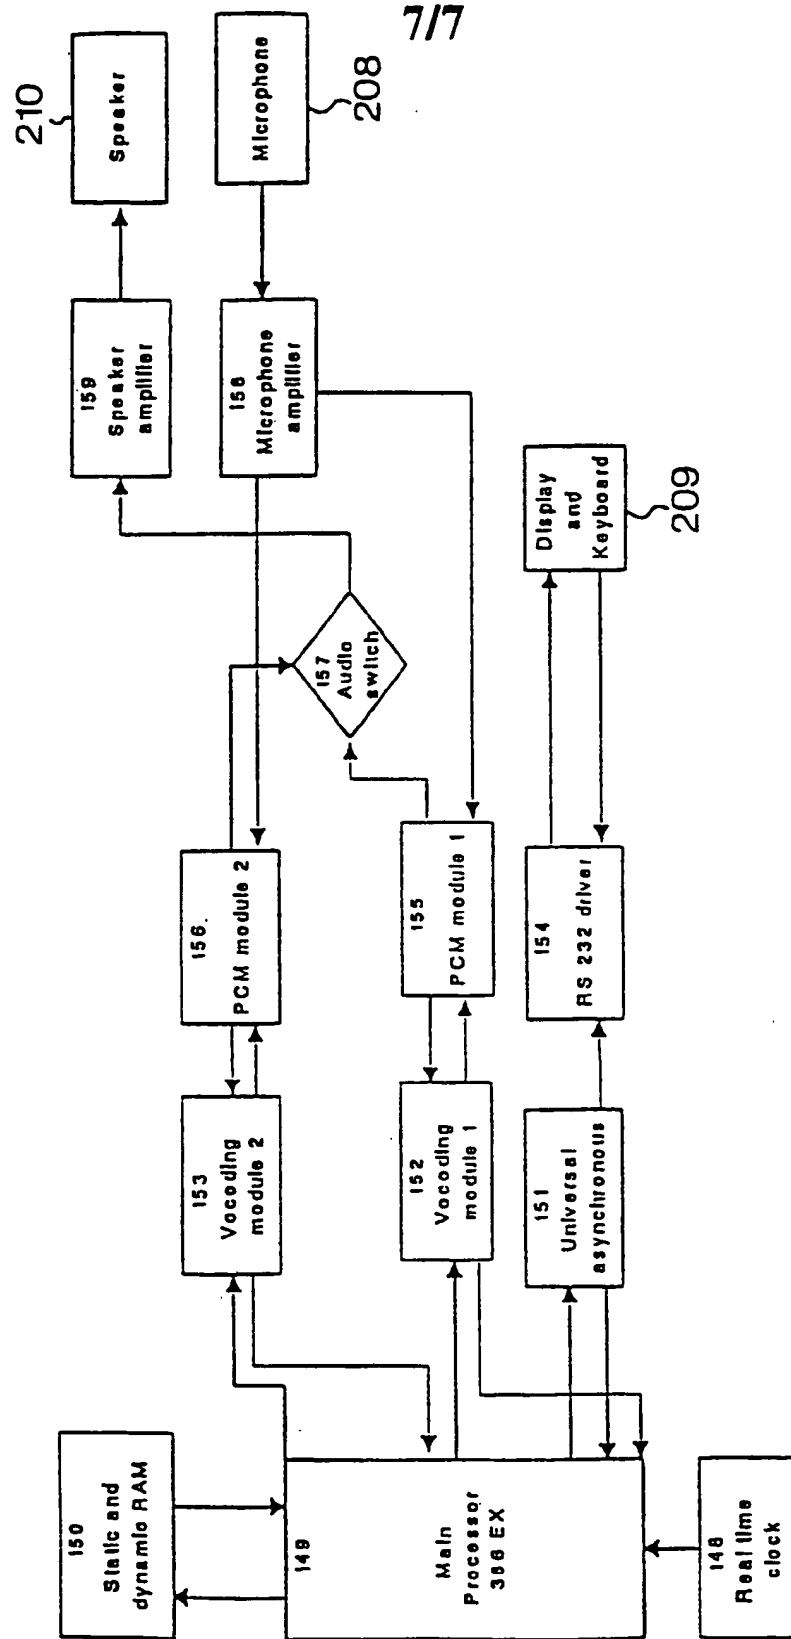 7/7
210
Speaker
Microphone
208
159
Speaker
amplifier
158
Microphone
amplifier
157
Audio
switch
Display
and
Keyboard
209
156.
PCM module 2
155
PCM module 1
154
RS 232 driver
153
Vocoding
module 2
152
Vocoding
module 1
151
Universal
asynchronous
150
Static and
dynamic RAM
149
Main
Processor
386 EX
148
Real time
clock